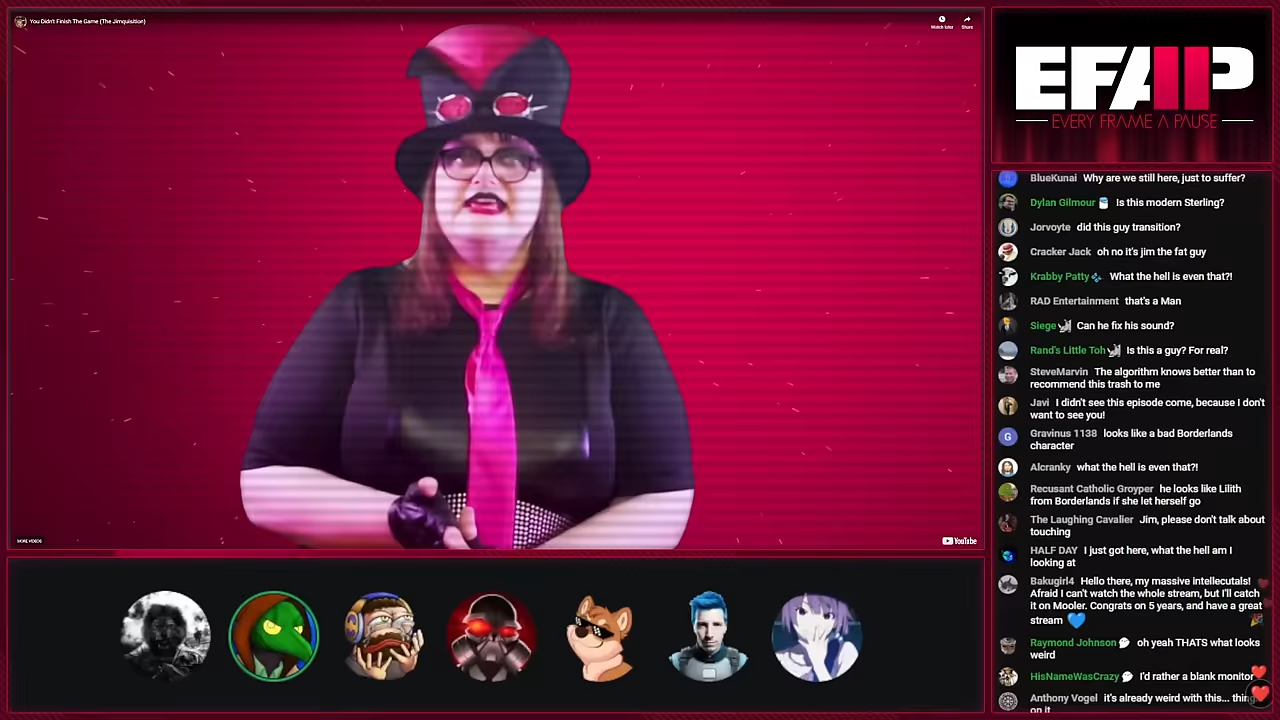 You Didn't Finish The Game (The Jimquisition)
Watch later
Share
EFAP
EVERY FRAME A PAUSE
BlueKunai Why are we still here, just to suffer?
Dylan Gilmour Is this modern Sterling?
Jorvoyte did this guy transition?
Cracker Jack oh no it's jim the fat guy
Krabby Patty What the hell is even that?!
RAD Entertainment that's a Man
Siege Can he fix his sound?
Rand's Little Toh Is this a guy? For real?
SteveMarvin The algorithm knows better than to
recommend this trash to me
Javi I didn't see this episode come, because I don't
want to see you!
G
Gravinus 1138 looks like a bad Borderlands
character
Alcranky what the hell is even that?!
Recusant Catholic Groyper he looks like Lilith
from Borderlands if she let herself go
The Laughing Cavalier Jim, please don't talk about
touching
HALF DAY I just got here, what the hell am I
looking at
Bakugirl4 Hello there, my massive intellecutals!
Afraid I can't watch the whole stream, but I'll catch
it on Mooler. Congrats on 5 years, and have a great
stream
Raymond Johnson oh yeah THATS what looks
weird
HisNameWasCrazy I'd rather a blank monitor
Anthony Vogel it's already weird with this... thing
on it
MORE VIDEOS
YouTube